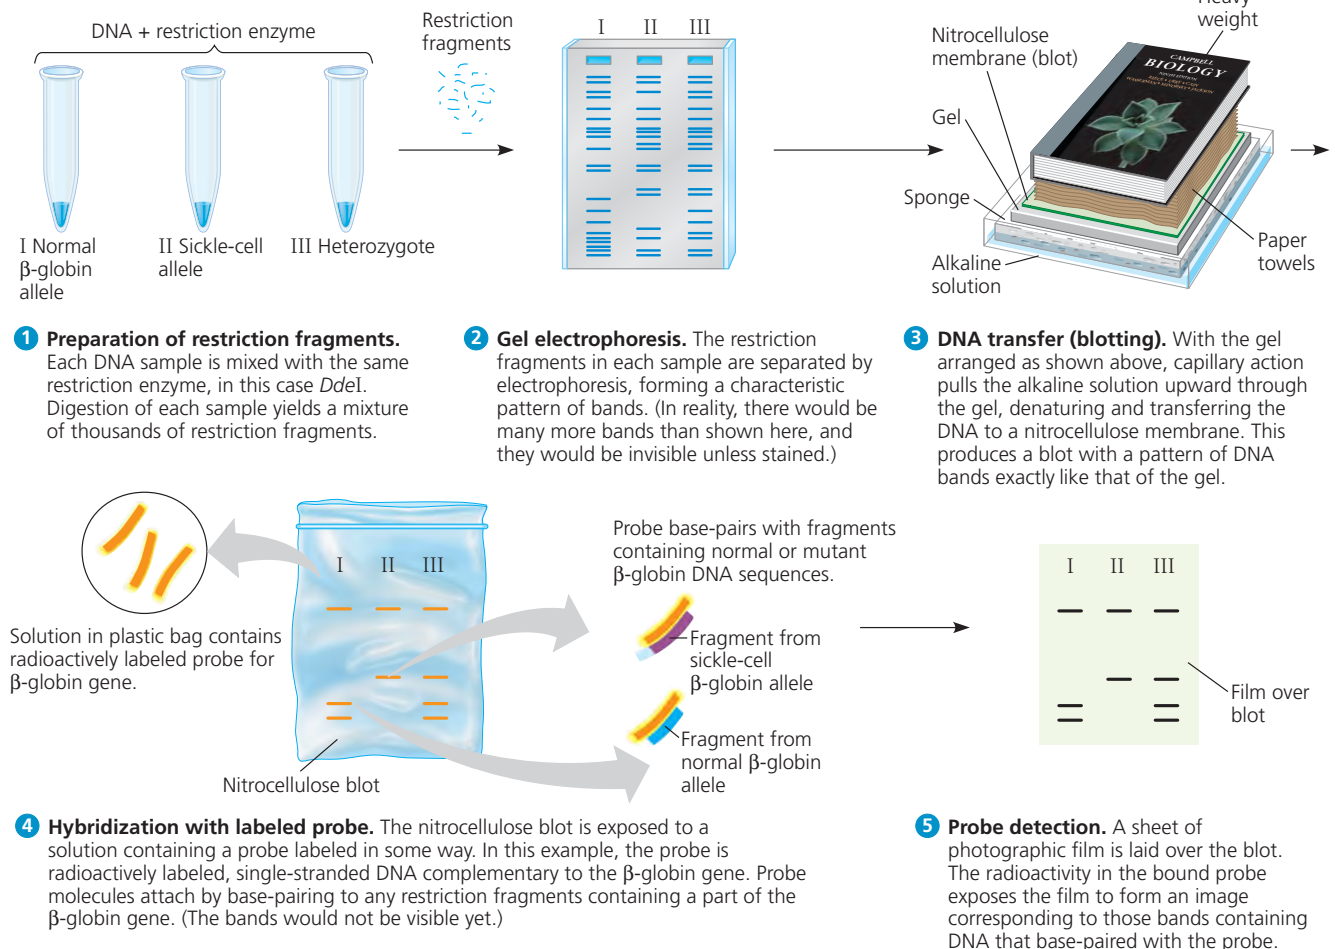 DNA + restriction enzyme
I Normal
β-globin
allele
II Sickle-cell
allele
III Heterozygote
Restriction
fragments
I II III
Heavy
weight
Nitrocellulose
membrane (blot)
Gel
Sponge
Alkaline
solution
Paper
towels
CAMPBELL
BIOLOGY
NINTH EDITION
1 Preparation of restriction fragments.
Each DNA sample is mixed with the same
restriction enzyme, in this case DdeI.
Digestion of each sample yields a mixture
of thousands of restriction fragments.
2 Gel electrophoresis. The restriction
fragments in each sample are separated by
electrophoresis, forming a characteristic
pattern of bands. (In reality, there would be
many more bands than shown here, and
they would be invisible unless stained.)
3 DNA transfer (blotting). With the gel
arranged as shown above, capillary action
pulls the alkaline solution upward through
the gel, denaturing and transferring the
DNA to a nitrocellulose membrane. This
produces a blot with a pattern of DNA
bands exactly like that of the gel.
Solution in plastic bag contains
radioactively labeled probe for
β-globin gene.
I II III
Nitrocellulose blot
Probe base-pairs with fragments
containing normal or mutant
β-globin DNA sequences.
Fragment from
sickle-cell
β-globin allele
Fragment from
normal β-globin
allele
I II III
Film over
blot
4 Hybridization with labeled probe. The nitrocellulose blot is exposed to a
solution containing a probe labeled in some way. In this example, the probe is
radioactively labeled, single-stranded DNA complementary to the β-globin gene. Probe
molecules attach by base-pairing to any restriction fragments containing a part of the
β-globin gene. (The bands would not be visible yet.)
5 Probe detection. A sheet of
photographic film is laid over the blot.
The radioactivity in the bound probe
exposes the film to form an image
corresponding to those bands containing
DNA that base-paired with the probe.